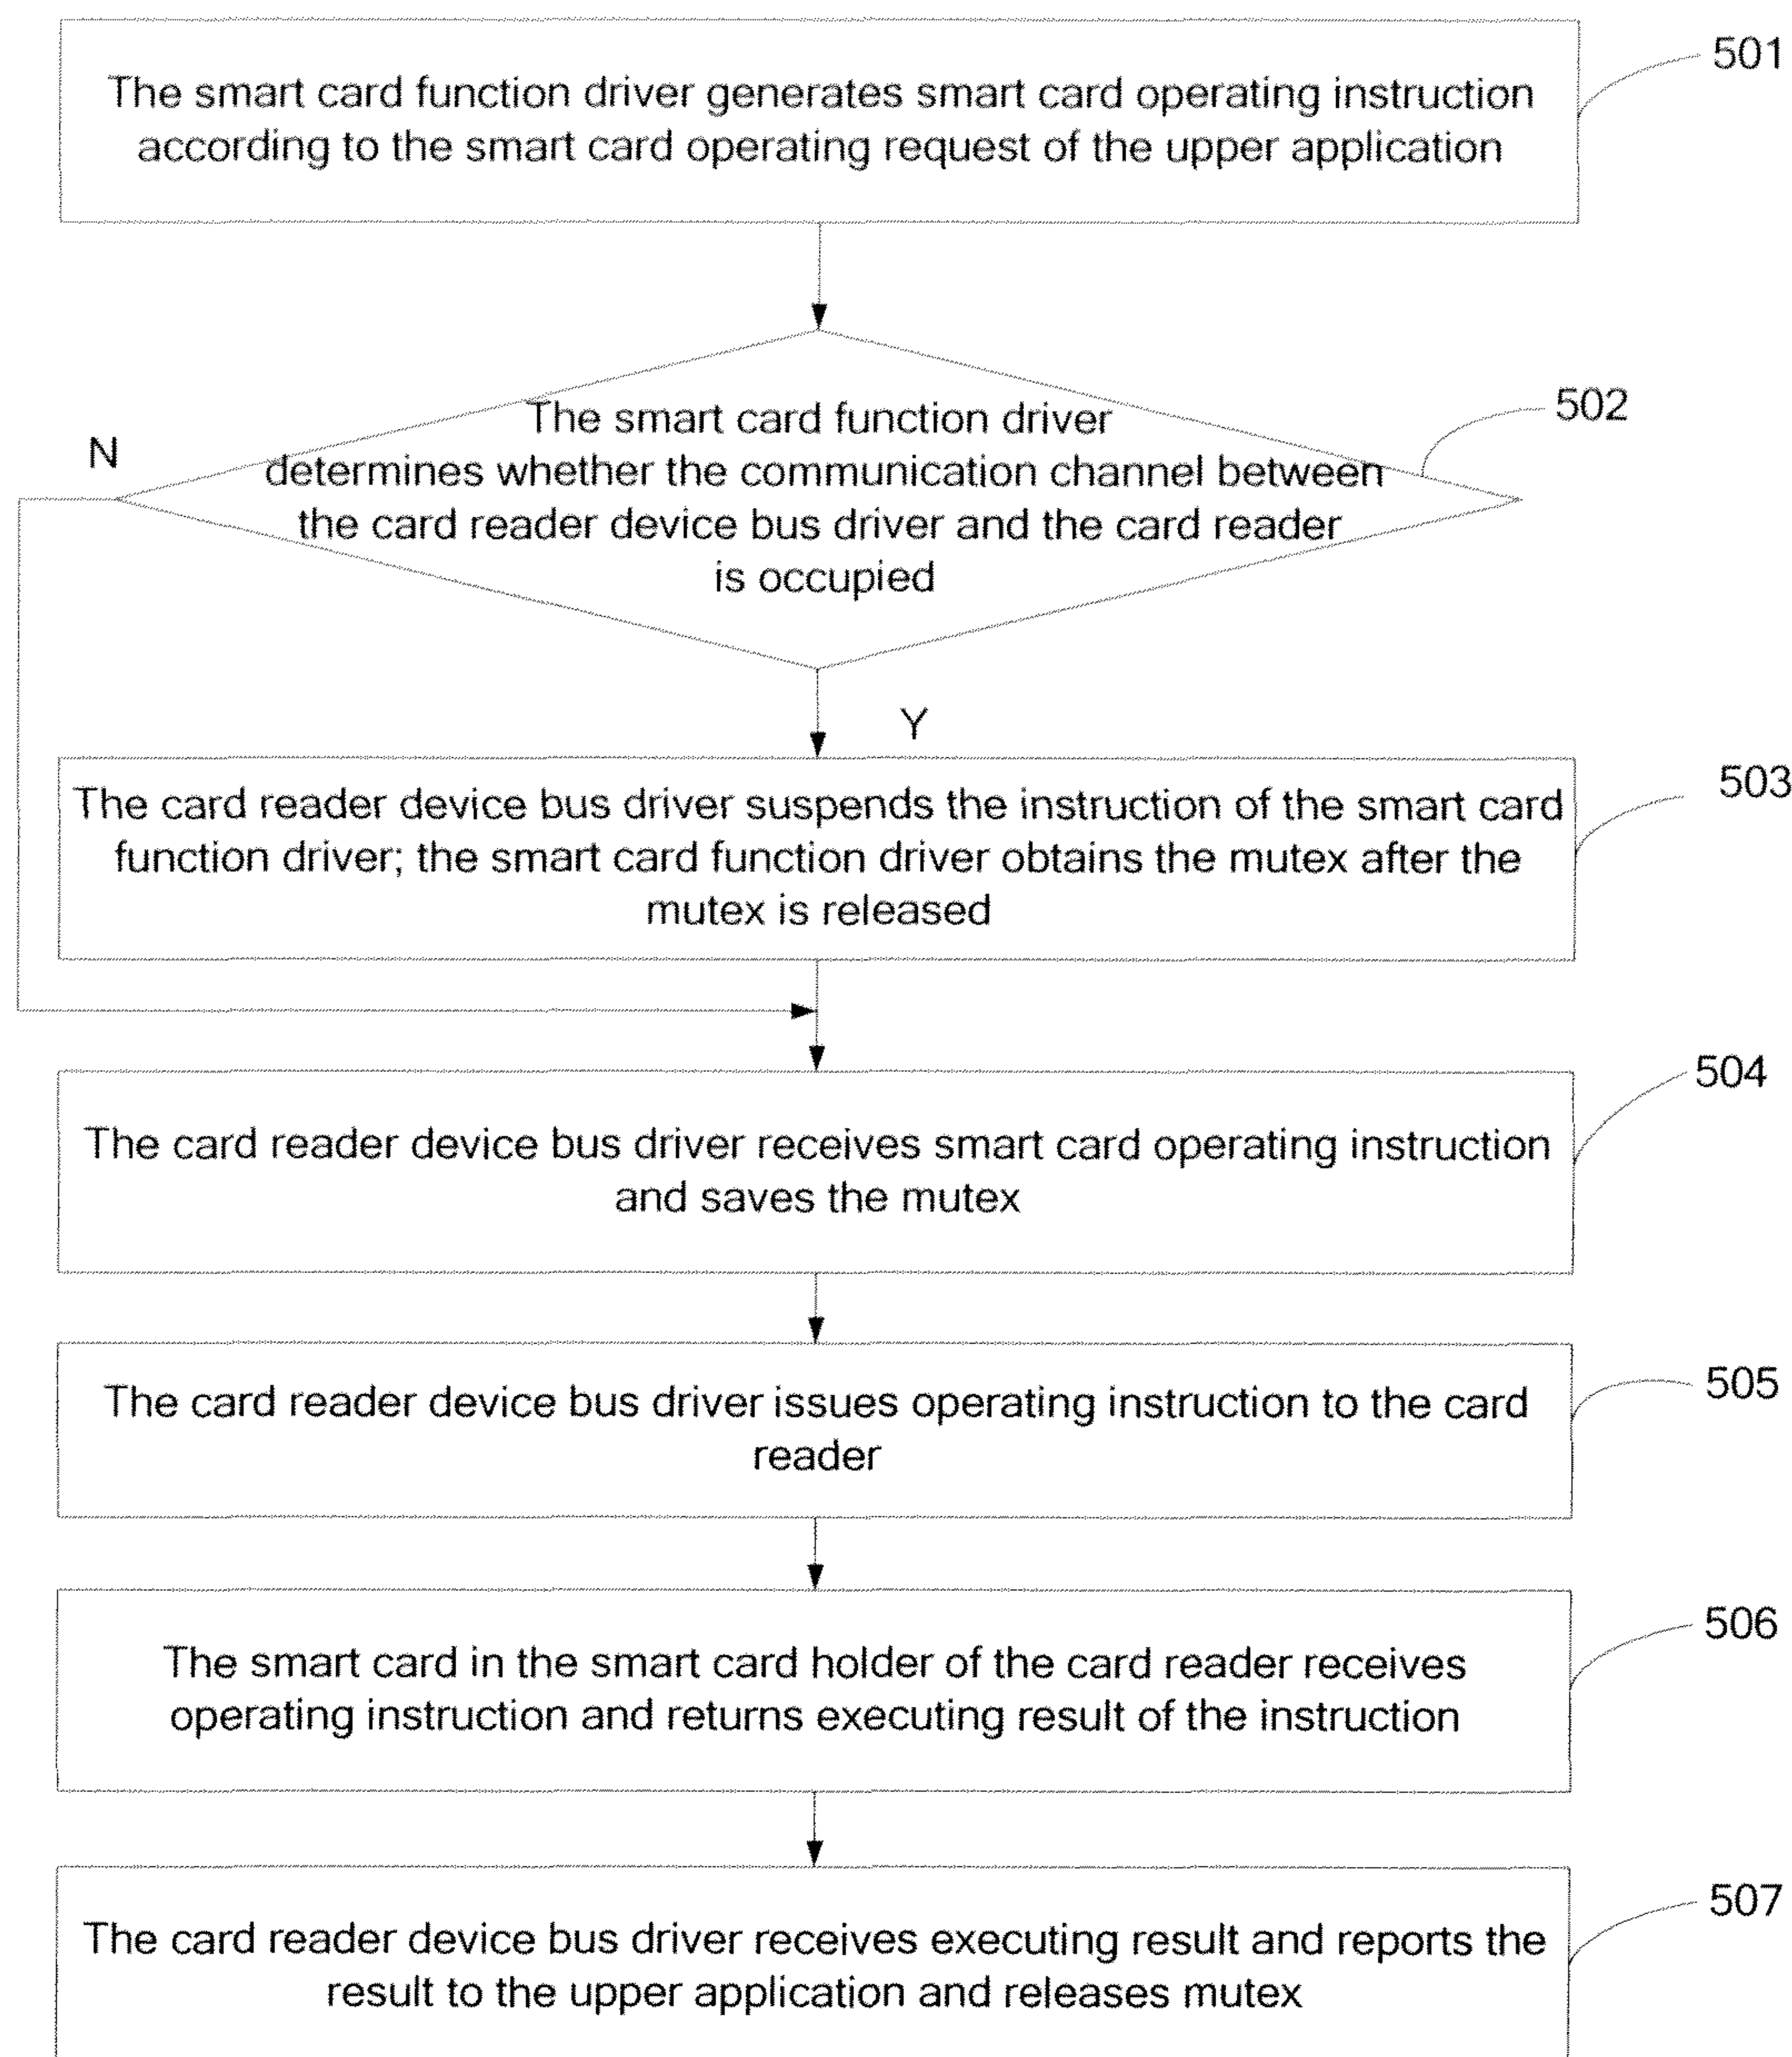 501
The smart card function driver generates smart card operating instruction
according to the smart card operating request of the upper application
502
The smart card function driver
N
determines whether the communication channel between
the card reader device bus driver and the card reader
is occupied
Y
503
The card reader device bus driver suspends the instruction of the smart card
function driver; the smart card function driver obtains the mutex after the
mutex is released
504
The card reader device bus driver receives smart card operating instruction
and saves the mutex
505
The card reader device bus driver issues operating instruction to the card
reader
506
The smart card in the smart card holder of the card reader receives
operating instruction and returns executing result of the instruction
507
The card reader device bus driver receives executing result and reports the
result to the upper application and releases mutex